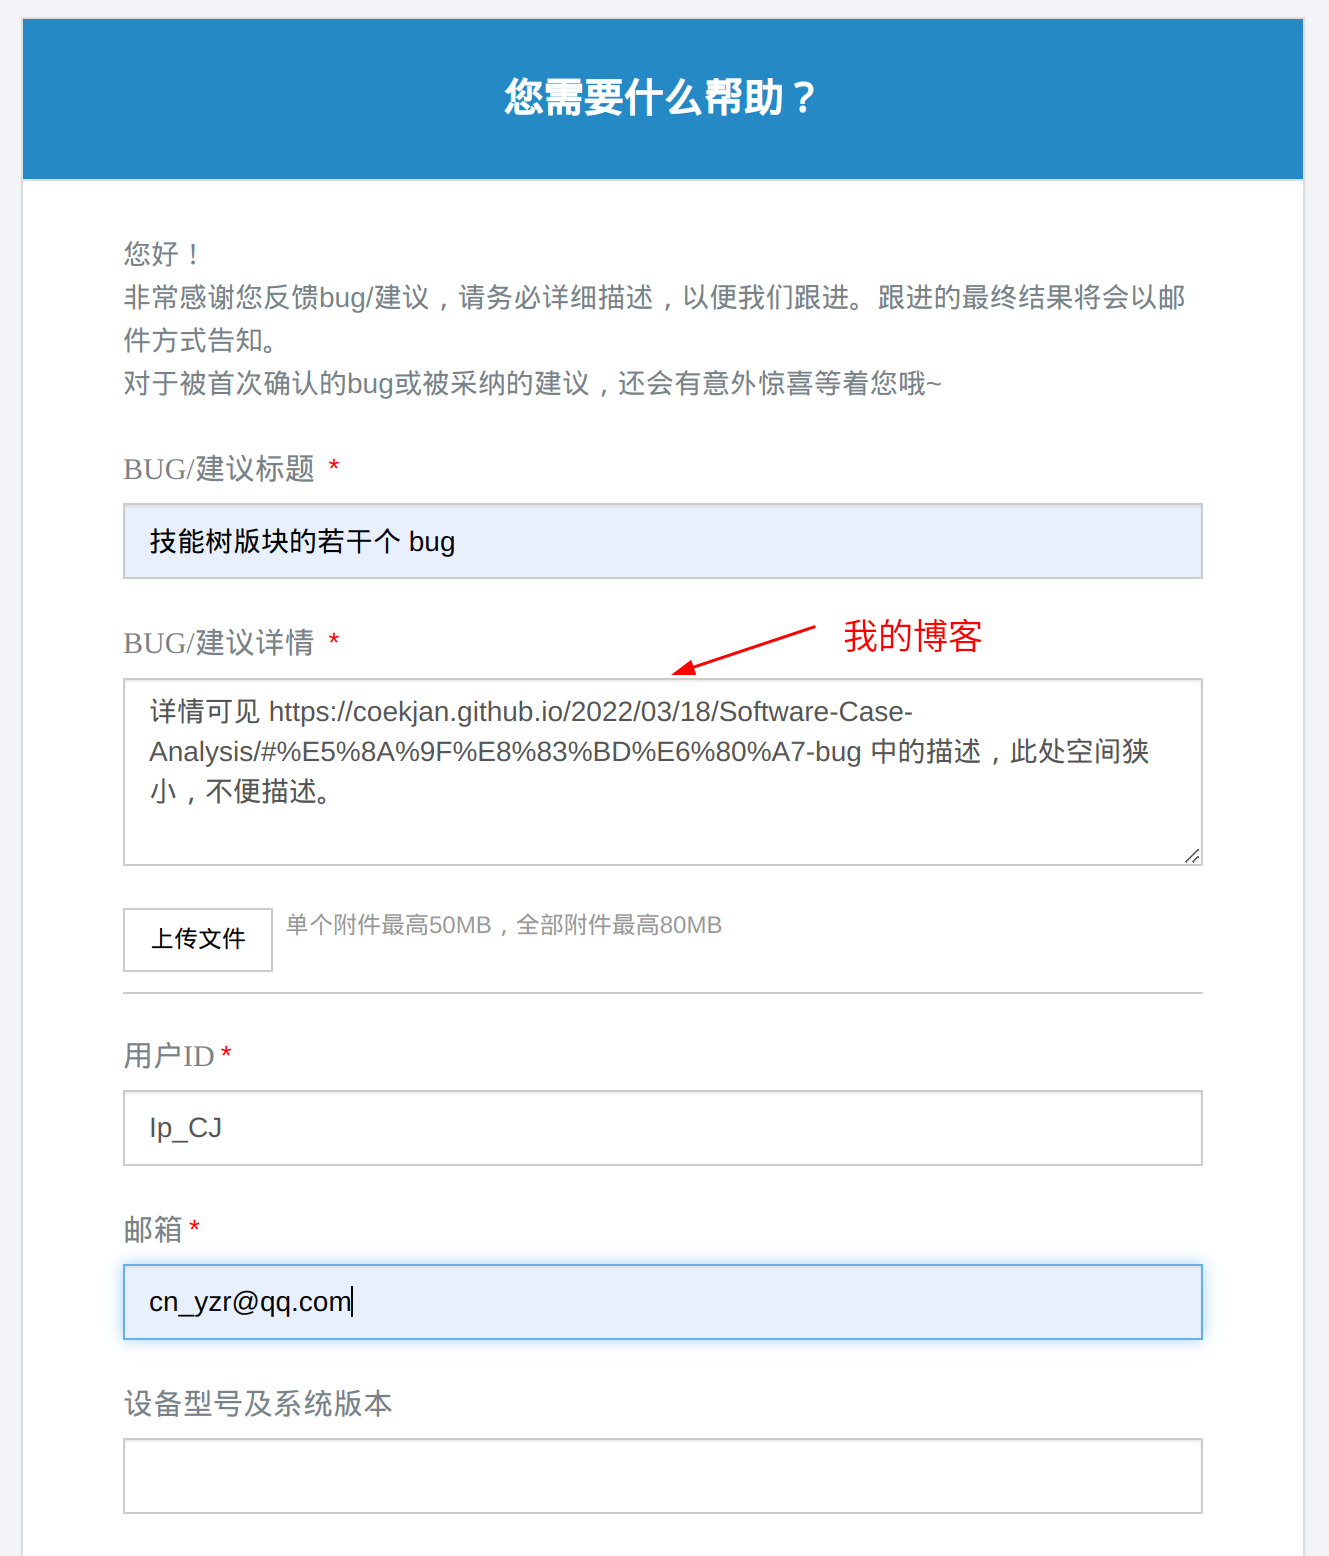 您需要什么帮助？
您好！
非常感谢您反馈bug/建议，请务必详细描述，以便我们跟进。跟进的最终结果将会以邮
件方式告知。
对于被首次确认的bug或被采纳的建议，还会有意外惊喜等着您哦~
BUG/建议标题 *
技能树版块的若干个 bug
BUG/建议详情 *
我的博客
详情可见 https://coekjan.github.io/2022/03/18/Software-Case-
Analysis/#%E5%8A%9F%E8%83%BD%E6%80%A7-bug 中的描述，此处空间狭
小，不便描述。
上传文件 单个附件最高50MB，全部附件最高80MB
用户ID *
Ip_CJ
邮箱 *
cn_yzr@qq.com
设备型号及系统版本